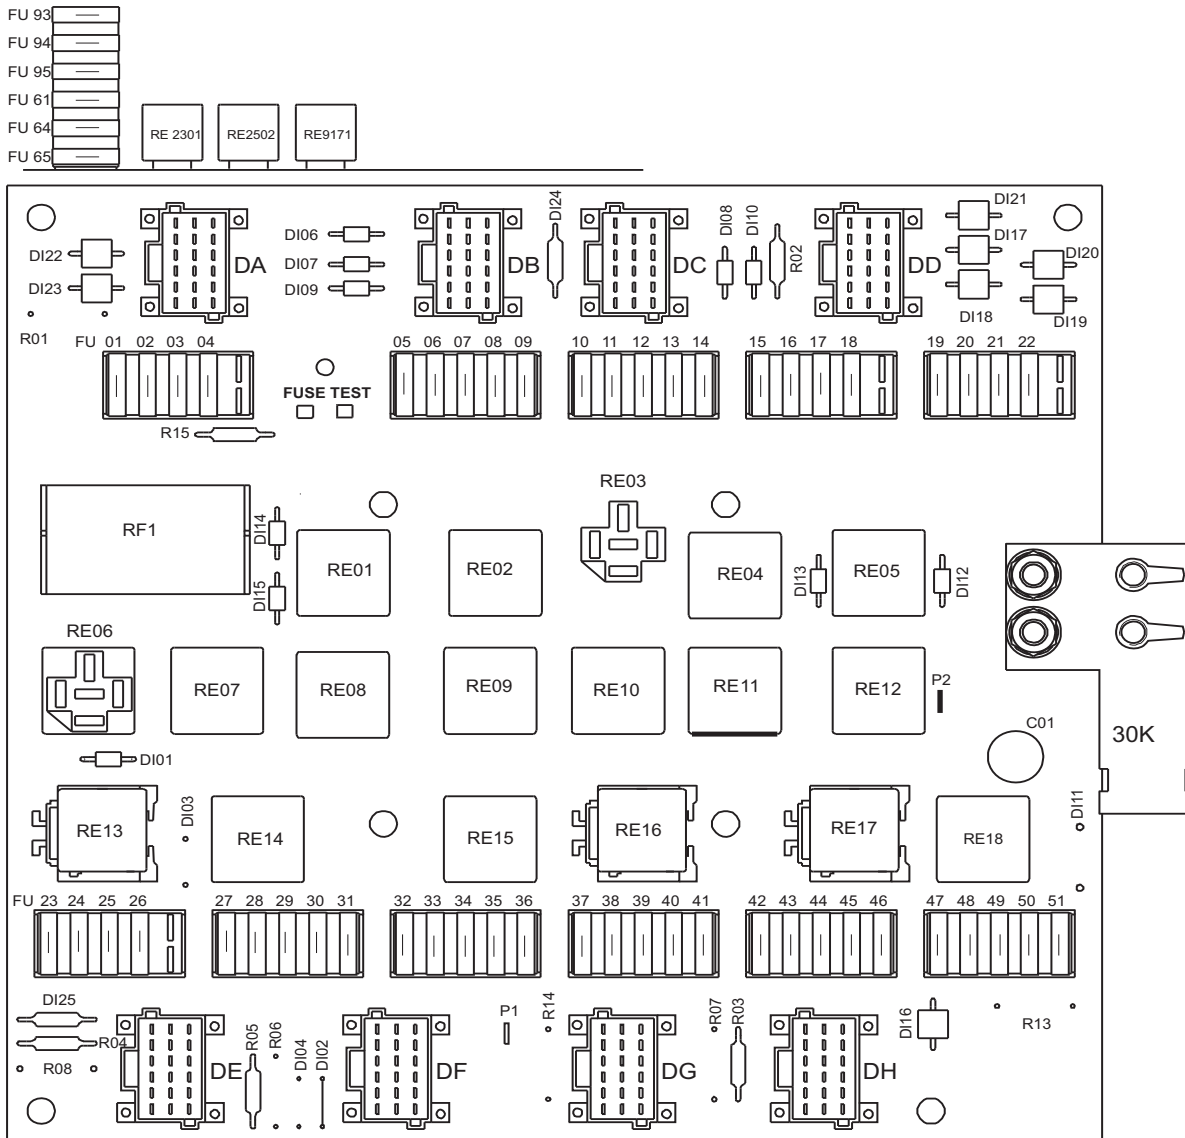 FU 93
FU 94
FU 95
FU 61
FU 64
FU 65
RE 2301 RE2502 RE9171
DI22
DI23
R01
DA
DI06
DI07
DI09
DB
DI24
DC
DI08
DI10
R02
DD
DI21
DI17
DI18
DI20
DI19
FU 01 02 03 04
05 06 07 08 09
10 11 12 13 14
15 16 17 18
19 20 21 22
FUSE TEST
R15
RF1
DI14
DI15
RE01
RE02
RE03
RE04
DI13
RE05
DI12
RE06
RE07
RE08
RE09
RE10
RE11
RE12
P2
C01
30K
DI01
RE13
DI03
RE14
RE15
RE16
RE17
RE18
DI11
FU 23 24 25 26
27 28 29 30 31
32 33 34 35 36
37 38 39 40 41
42 43 44 45 46
47 48 49 50 51
DI25
R04
R08
DE
R05
R06
DI04
DI02
DF
P1
R14
DG
R07
R03
DH
DI16
R13